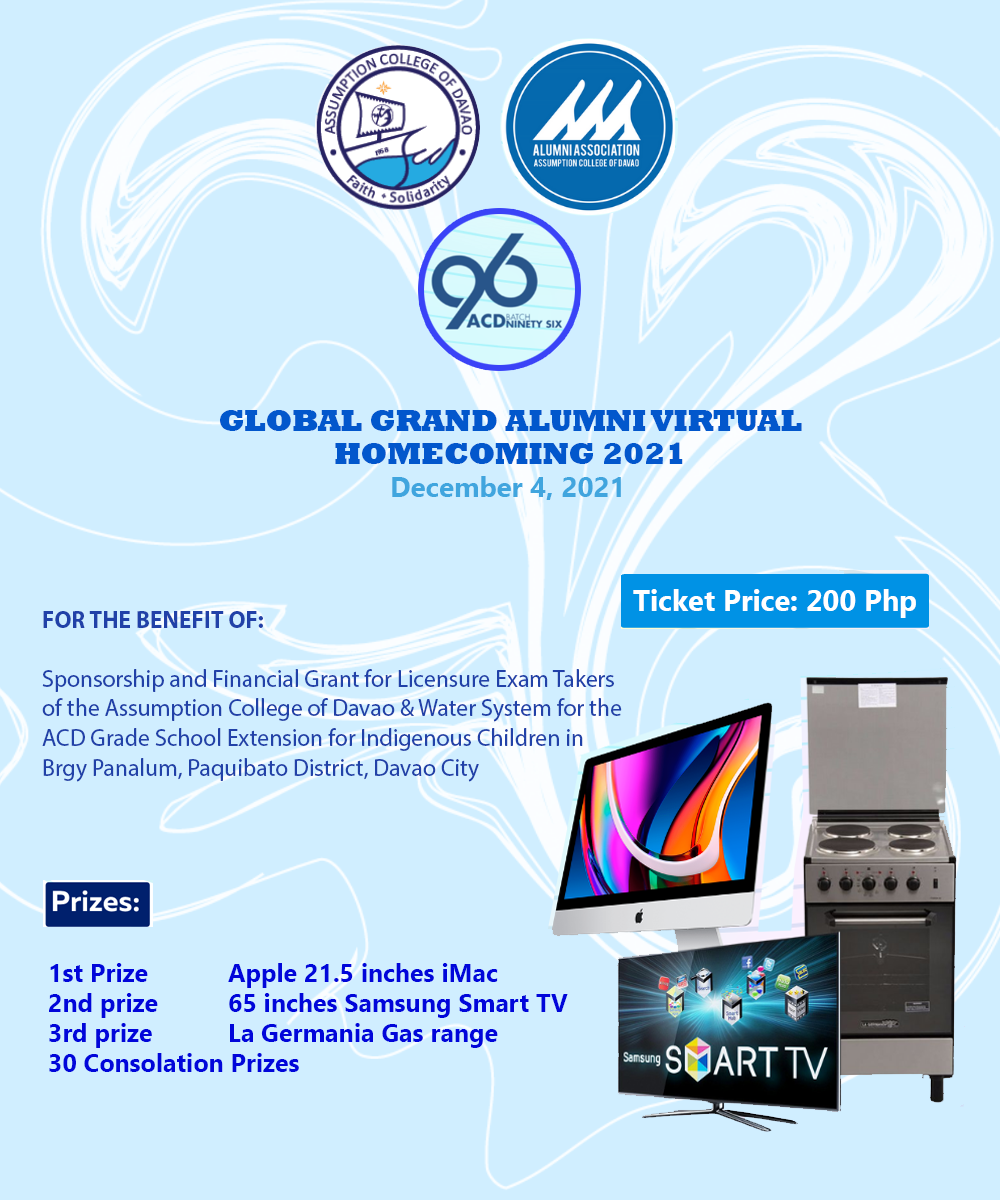 ASSUMPTION COLLEGE OF DAVAO
1958
Faith • Solidarity
ALUMNI ASSOCIATION
ASSUMPTION COLLEGE OF DAVAO
96
ACD BATCH NINETY SIX
GLOBAL GRAND ALUMNI VIRTUAL
HOMECOMING 2021
December 4, 2021
Ticket Price: 200 Php
FOR THE BENEFIT OF:
Sponsorship and Financial Grant for Licensure Exam Takers
of the Assumption College of Davao & Water System for the
ACD Grade School Extension for Indigenous Children in
Brgy Panalum, Paquibato District, Davao City
Prizes:
1st Prize Apple 21.5 inches iMac
2nd prize 65 inches Samsung Smart TV
3rd prize La Germania Gas range
30 Consolation Prizes
Samsung SMART TV